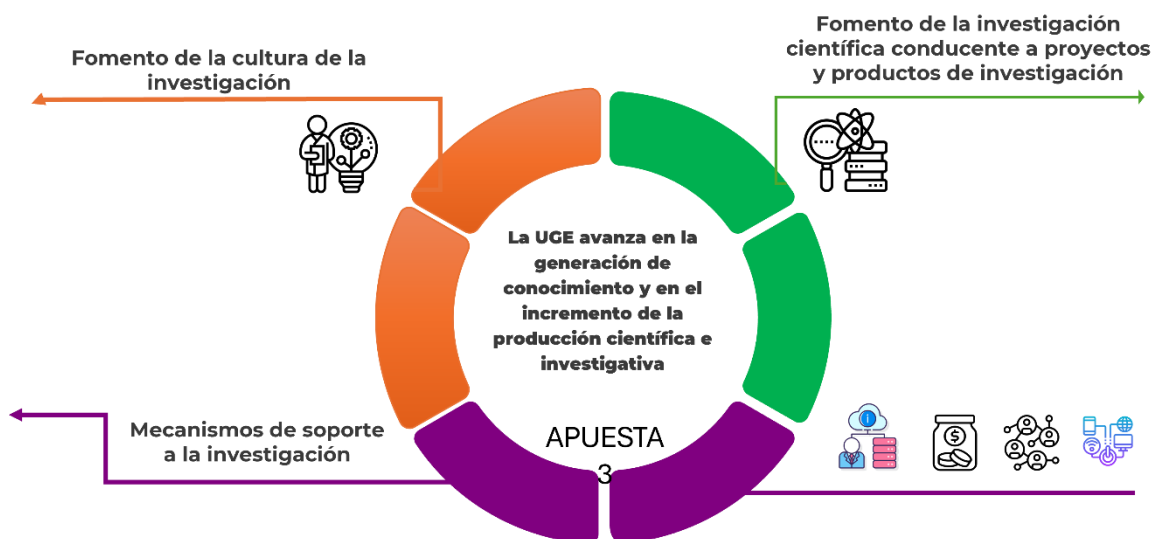 Fomento de la cultura de la
investigación
Fomento de la investigación
científica conducente a proyectos
y productos de investigación
La UGE avanza en la
generación de
conocimiento y en el
incremento de la
producción científica e
investigativa
APUESTA
3
Mecanismos de soporte
a la investigación